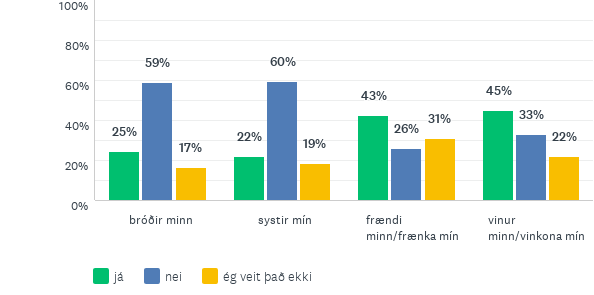 100%
80%
60%
40%
20%
0%
25%
59%
17%
22%
60%
19%
43%
26%
31%
45%
33%
22%
bróðir minn
systir mín
frændi
minn/frænka mín
vinur
minn/vinkona mín
já
nei
ég veit það ekki